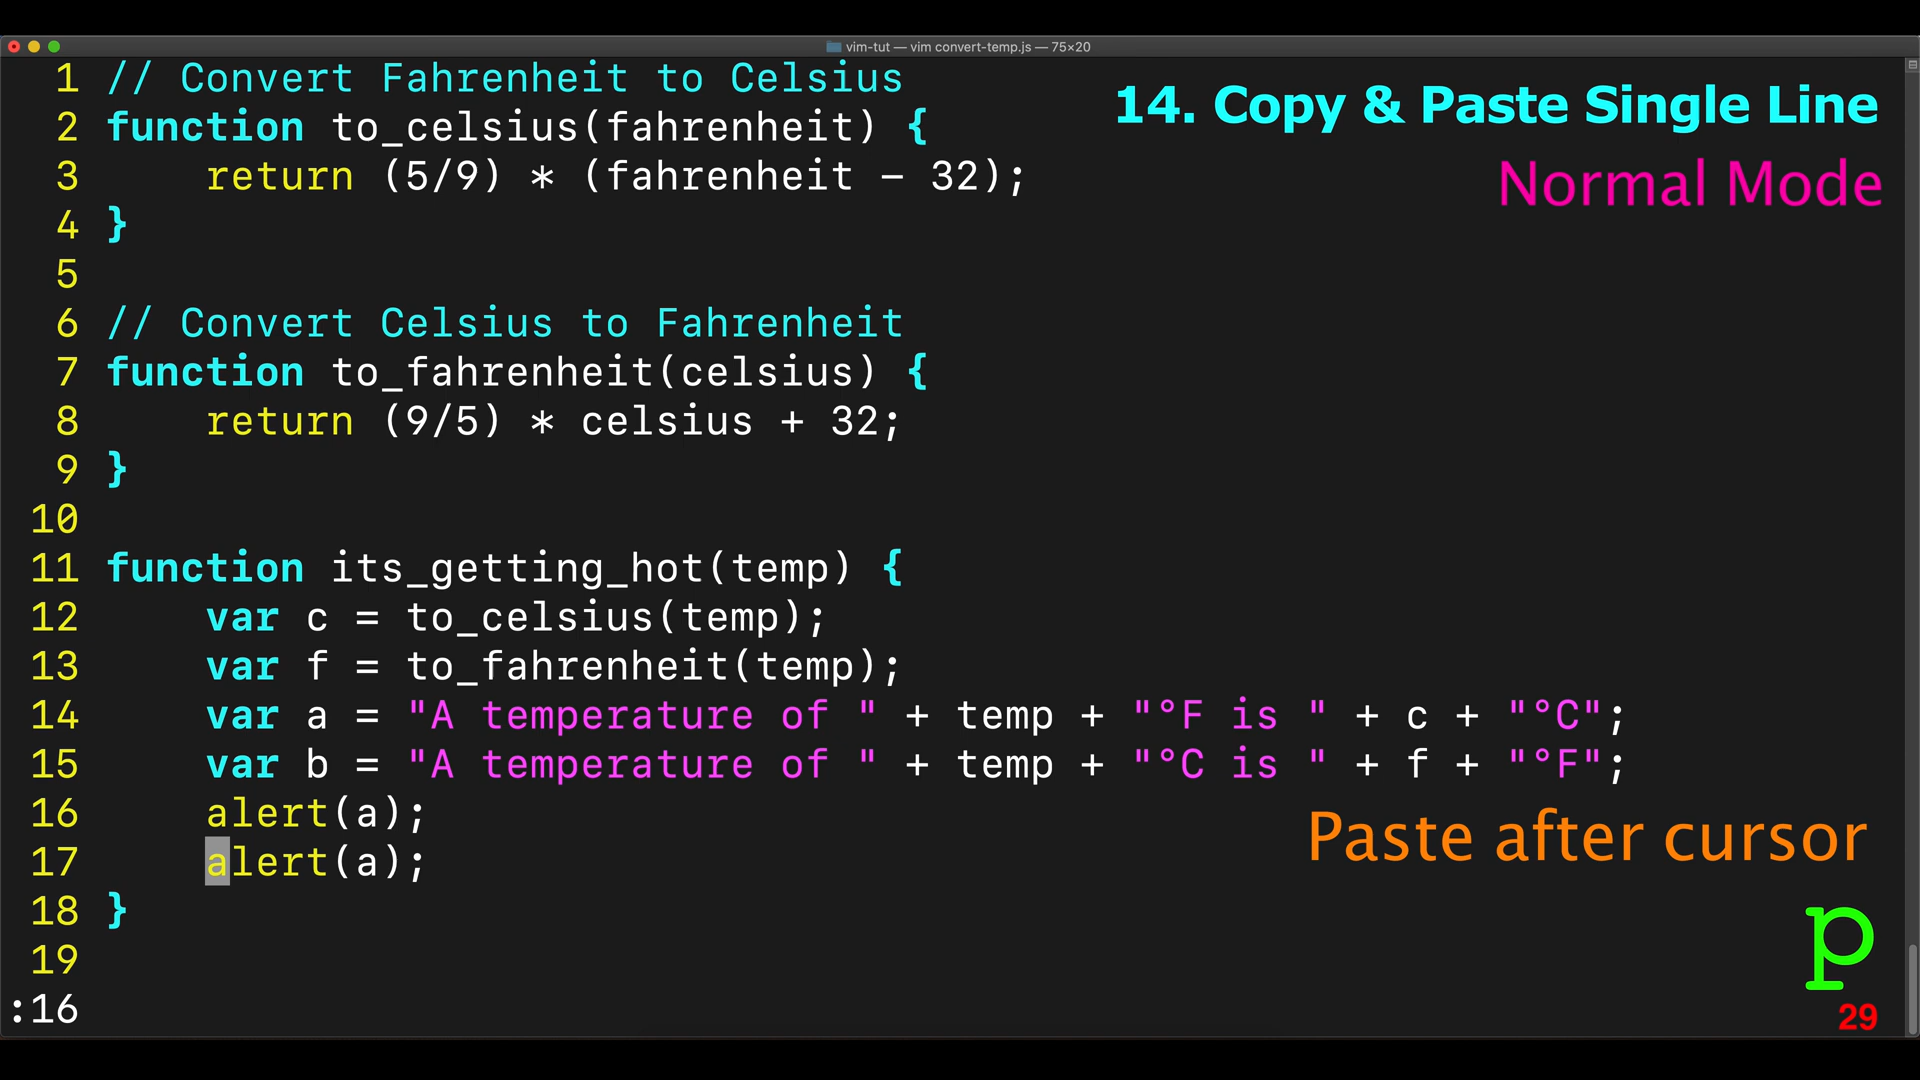 vim-tut — vim convert-temp.js — 75×20
14. Copy & Paste Single Line
Normal Mode
1 // Convert Fahrenheit to Celsius
2 function to_celsius(fahrenheit) {
3     return (5/9) * (fahrenheit - 32);
4 }
5
6 // Convert Celsius to Fahrenheit
7 function to_fahrenheit(celsius) {
8     return (9/5) * celsius + 32;
9 }
10
11 function its_getting_hot(temp) {
12     var c = to_celsius(temp);
13     var f = to_fahrenheit(temp);
14     var a = "A temperature of " + temp + "°F is " + c + "°C";
15     var b = "A temperature of " + temp + "°C is " + f + "°F";
16     alert(a);
17     alert(a);
18 }
19
:16
Paste after cursor
p
29